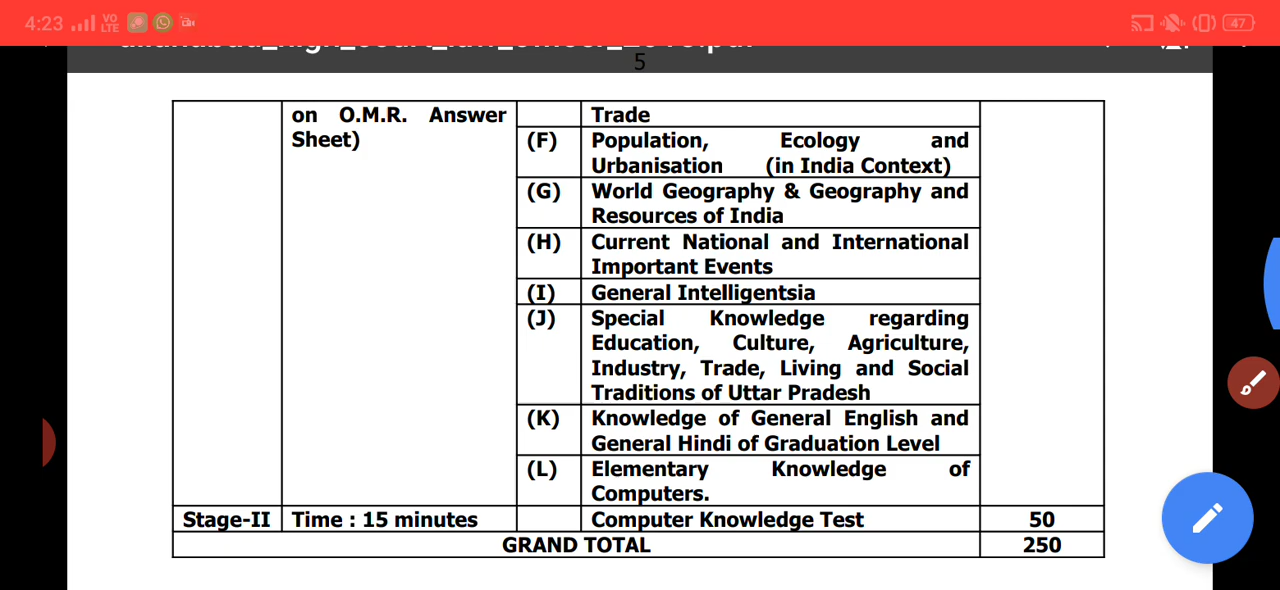 4:23 VO LTE 47
5
on O.M.R. Answer Sheet)
Trade
(F) Population, Ecology and
Urbanisation (in India Context)
(G) World Geography & Geography and
Resources of India
(H) Current National and International
Important Events
(I) General Intelligentsia
(J) Special Knowledge regarding
Education, Culture, Agriculture,
Industry, Trade, Living and Social
Traditions of Uttar Pradesh
(K) Knowledge of General English and
General Hindi of Graduation Level
(L) Elementary Knowledge of
Computers.
Stage-II Time : 15 minutes Computer Knowledge Test 50
GRAND TOTAL 250